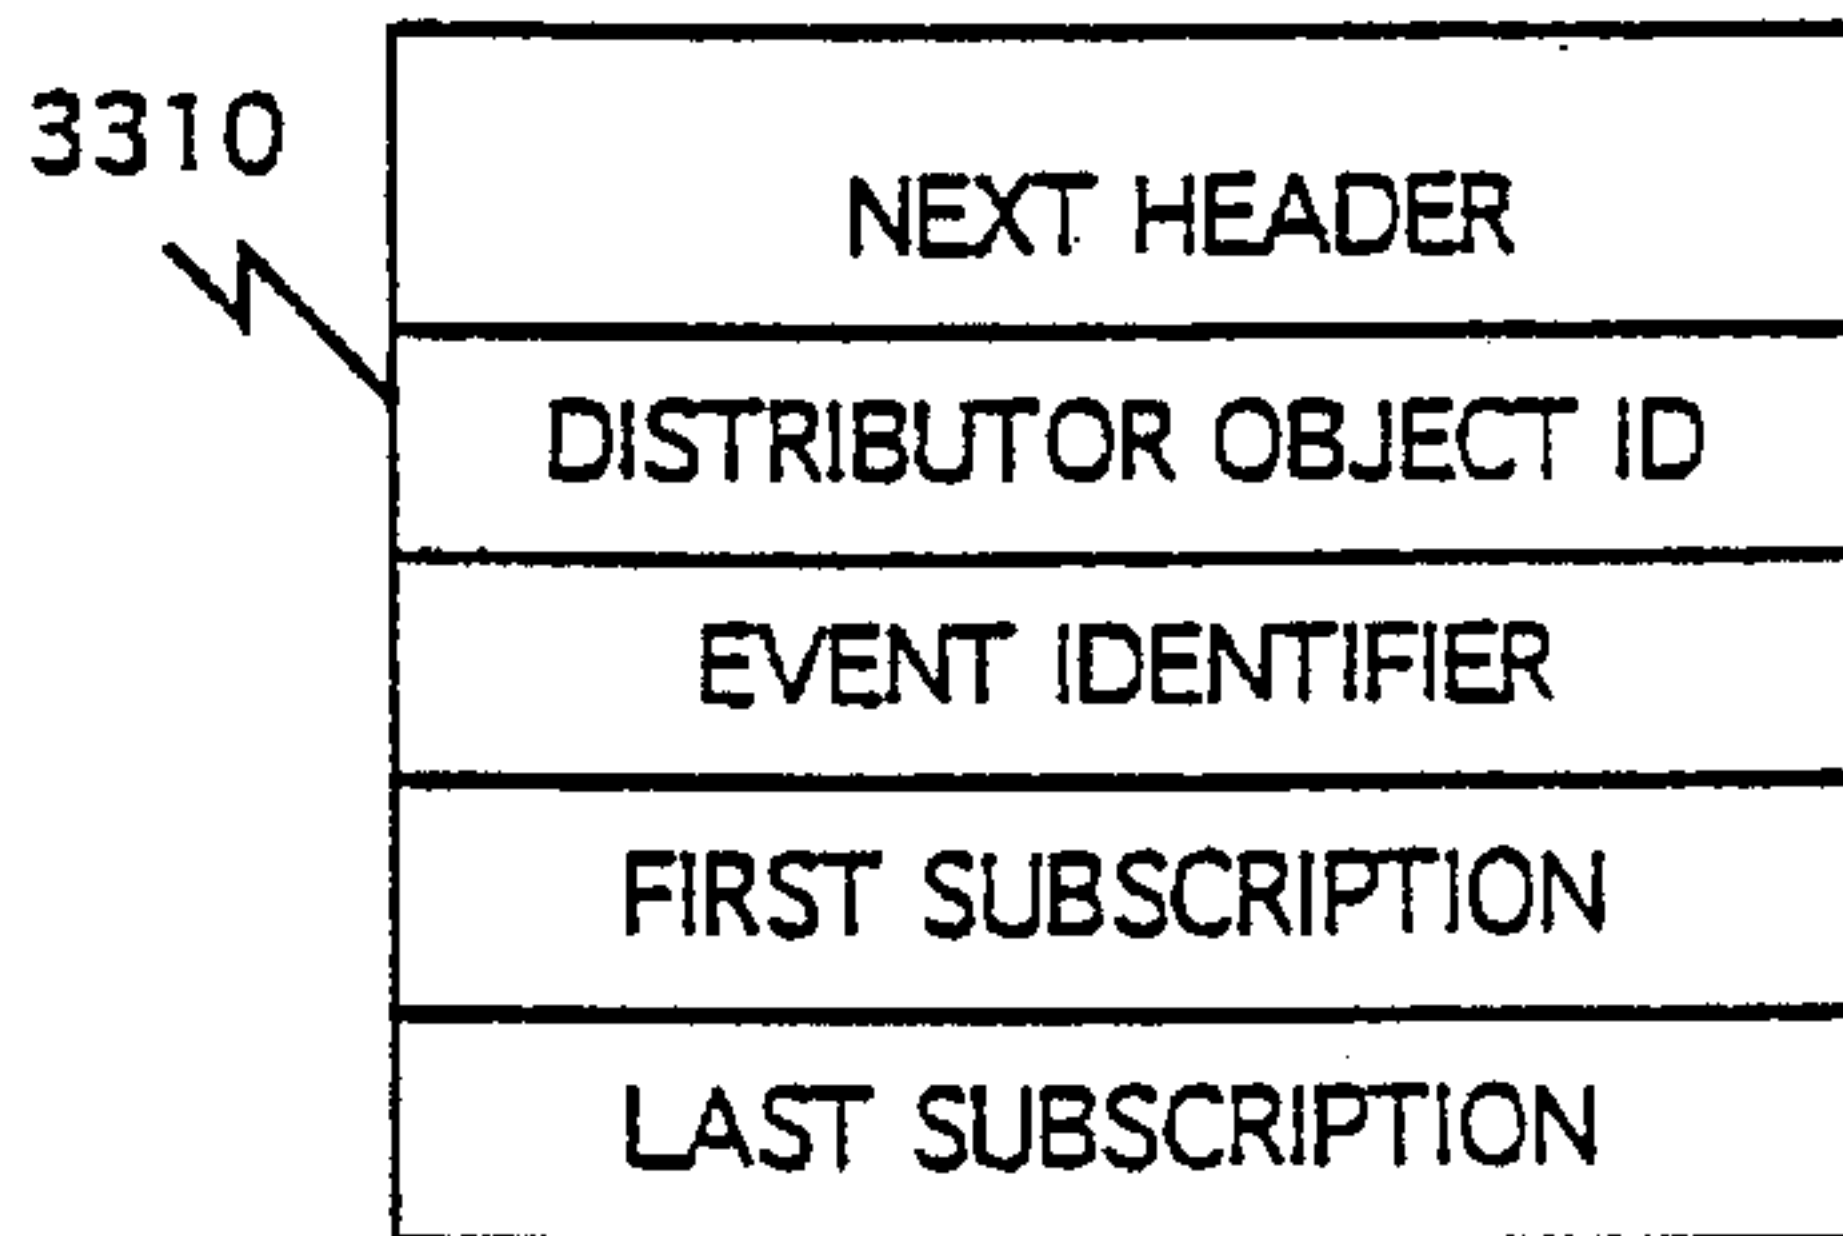 3310
NEXT HEADER
DISTRIBUTOR OBJECT ID
EVENT IDENTIFIER
FIRST SUBSCRIPTION
LAST SUBSCRIPTION